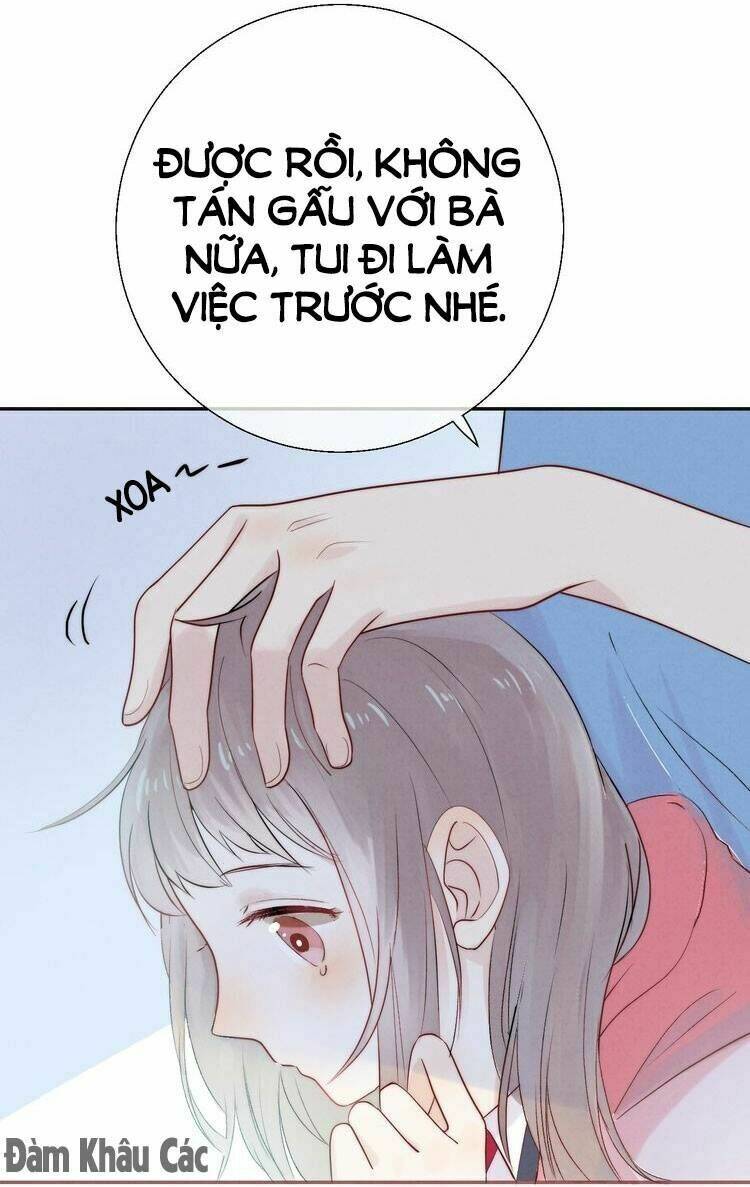 ĐƯỢC RỒI, KHÔNG
TÁN GẪU VỚI BÀ
NỮA, TUI ĐI LÀM
VIỆC TRƯỚC NHÉ.
XOA ~ –
Đàm Khâu Các